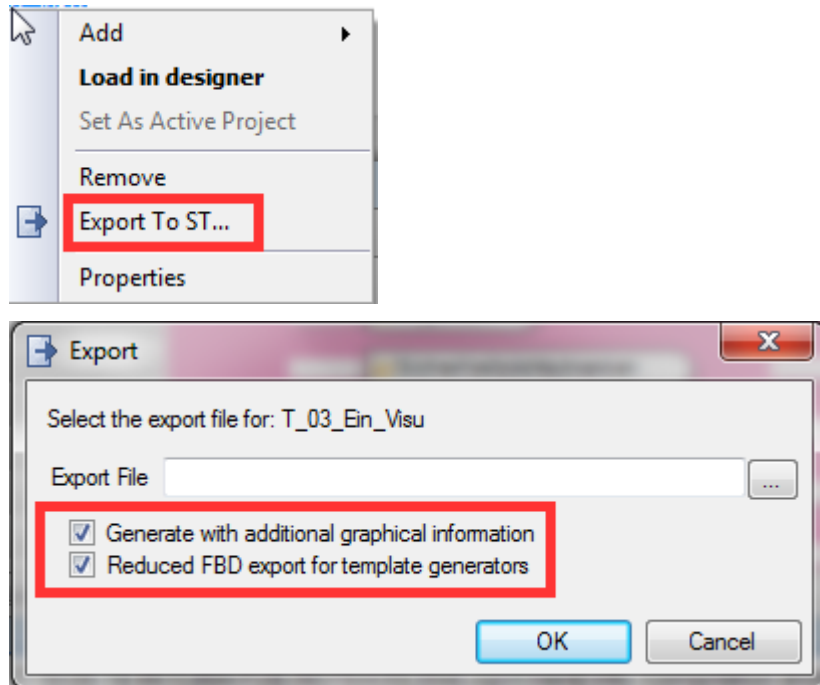 Add
Load in designer
Set As Active Project
Remove
Export To ST...
Properties
Export
Select the export file for: T_03_Ein_Visu
Export File
...
Generate with additional graphical information
Reduced FBD export for template generators
OK
Cancel